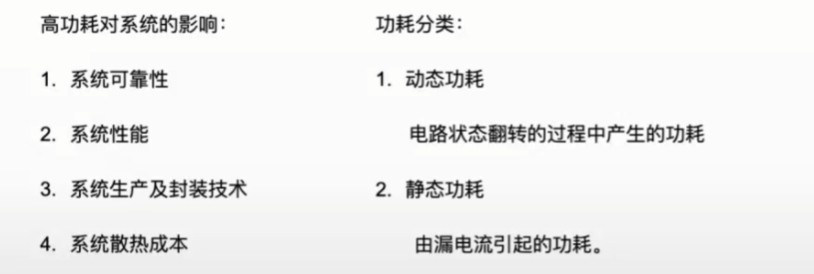 高功耗对系统的影响：
1. 系统可靠性
2. 系统性能
3. 系统生产及封装技术
4. 系统散热成本
功耗分类：
1. 动态功耗
电路状态翻转的过程中产生的功耗
2. 静态功耗
由漏电流引起的功耗。